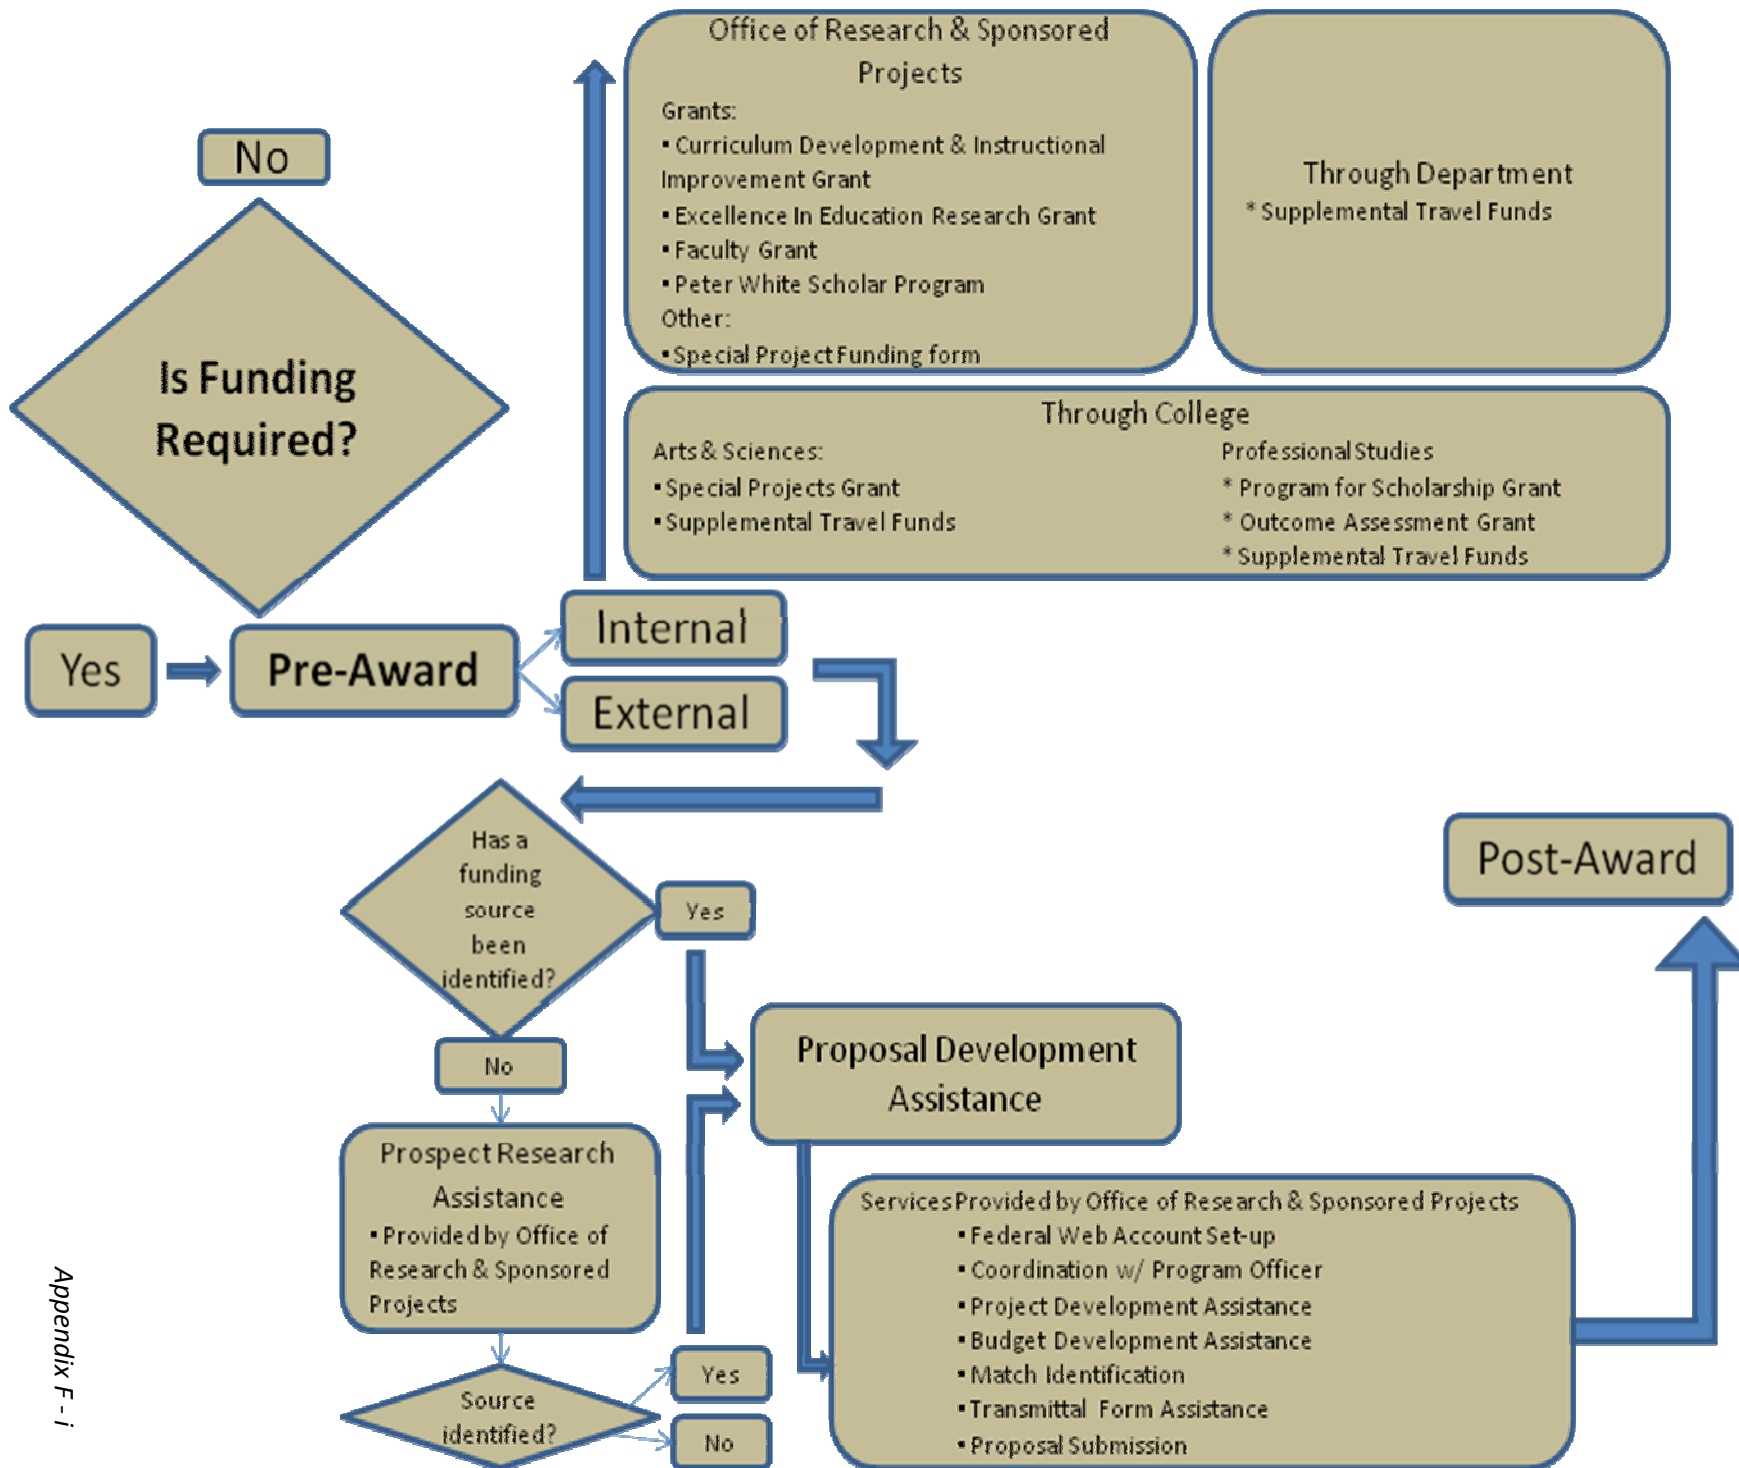 Office of Research & Sponsored
Projects
Grants:
▪ Curriculum Development & Instructional
Improvement Grant
▪ Excellence In Education Research Grant
▪ Faculty Grant
▪ Peter White Scholar Program
Other:
▪ Special Project Funding form
Through Department
* Supplemental Travel Funds
No
Is Funding
Required?
Through College
Arts & Sciences:
▪ Special Projects Grant
▪ Supplemental Travel Funds
Professional Studies
* Program for Scholarship Grant
* Outcome Assessment Grant
* Supplemental Travel Funds
Yes
Pre-Award
Internal
External
Has a
funding
source
been
identified?
Yes
No
Post-Award
Proposal Development
Assistance
Prospect Research
Assistance
▪ Provided by Office of
Research & Sponsored
Projects
Source
identified?
Yes
No
Services Provided by Office of Research & Sponsored Projects
▪ Federal Web Account Set-up
▪ Coordination w/ Program Officer
▪ Project Development Assistance
▪ Budget Development Assistance
▪ Match Identification
▪ Transmittal Form Assistance
▪ Proposal Submission
Appendix F - i